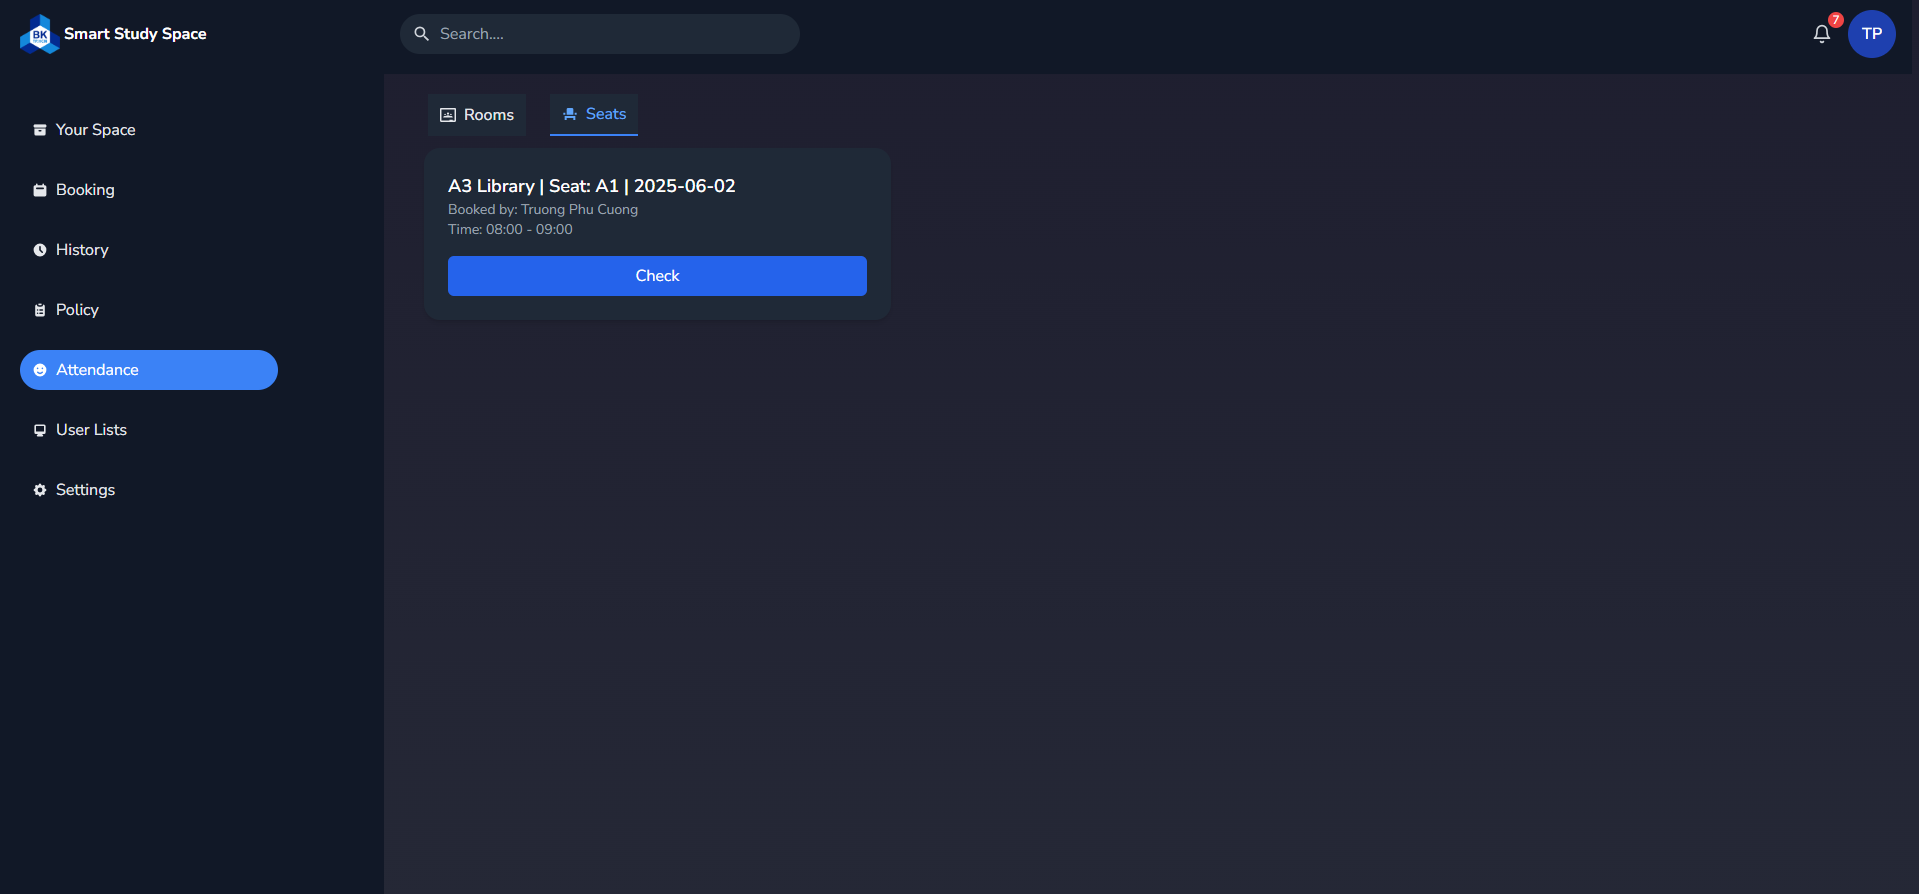 BK
Smart Study Space
Search....
7
TP
Your Space
Booking
History
Policy
Attendance
User Lists
Settings
Rooms
Seats
A3 Library | Seat: A1 | 2025-06-02
Booked by: Truong Phu Cuong
Time: 08:00 - 09:00
Check